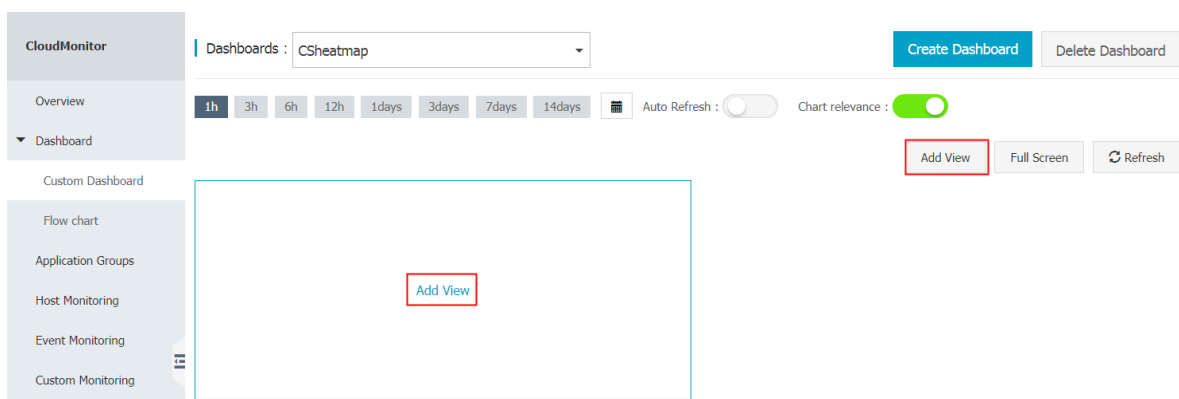 CloudMonitor
Dashboards : CSheatmap
Create Dashboard
Delete Dashboard
Overview
1h 3h 6h 12h 1days 3days 7days 14days Auto Refresh : Chart relevance :
Dashboard
Add View Full Screen Refresh
Custom Dashboard
Flow chart
Application Groups
Host Monitoring
Event Monitoring
Custom Monitoring
Add View